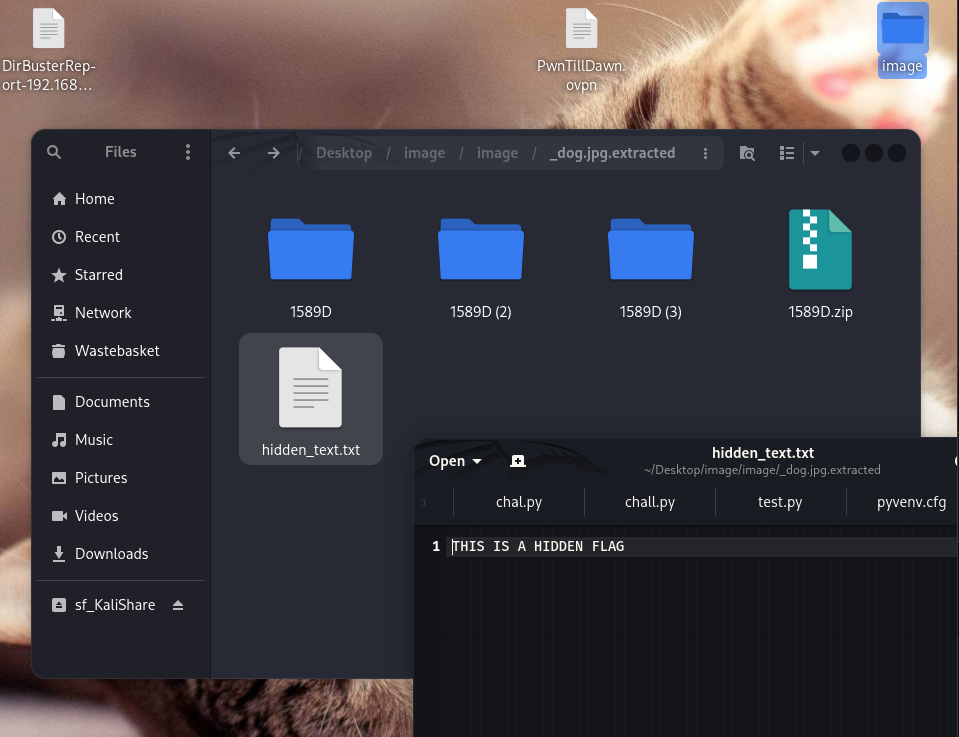 DirBusterRep-
ort-192.168...
PwnTillDawn.
ovpn
image
Files
/ Desktop / image / image / _dog.jpg.extracted
Home
Recent
Starred
Network
Wastebasket
Documents
Music
Pictures
Videos
Downloads
sf_KaliShare
1589D
1589D (2)
1589D (3)
1589D.zip
hidden_text.txt
Open
hidden_text.txt
~/Desktop/image/image/_dog.jpg.extracted
chal.py
chall.py
test.py
pyvenv.cfg
1 THIS IS A HIDDEN FLAG